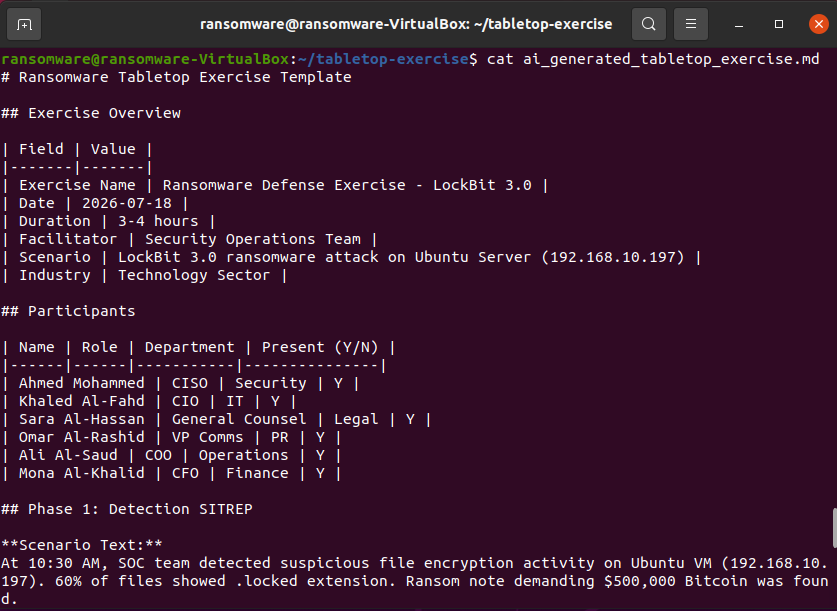 ransomware@ransomware-VirtualBox: ~/tabletop-exercise
ransomware@ransomware-VirtualBox:~/tabletop-exercise$ cat ai_generated_tabletop_exercise.md
# Ransomware Tabletop Exercise Template

## Exercise Overview

| Field | Value |
|-------|-------|
| Exercise Name | Ransomware Defense Exercise - LockBit 3.0 |
| Date | 2026-07-18 |
| Duration | 3-4 hours |
| Facilitator | Security Operations Team |
| Scenario | LockBit 3.0 ransomware attack on Ubuntu Server (192.168.10.197) |
| Industry | Technology Sector |

## Participants

| Name | Role | Department | Present (Y/N) |
|------|------|-----------|---------------|
| Ahmed Mohammed | CISO | Security | Y |
| Khaled Al-Fahd | CIO | IT | Y |
| Sara Al-Hassan | General Counsel | Legal | Y |
| Omar Al-Rashid | VP Comms | PR | Y |
| Ali Al-Saud | COO | Operations | Y |
| Mona Al-Khalid | CFO | Finance | Y |

## Phase 1: Detection SITREP

**Scenario Text:**
At 10:30 AM, SOC team detected suspicious file encryption activity on Ubuntu VM (192.168.10.
197). 60% of files showed .locked extension. Ransom note demanding $500,000 Bitcoin was foun
d.